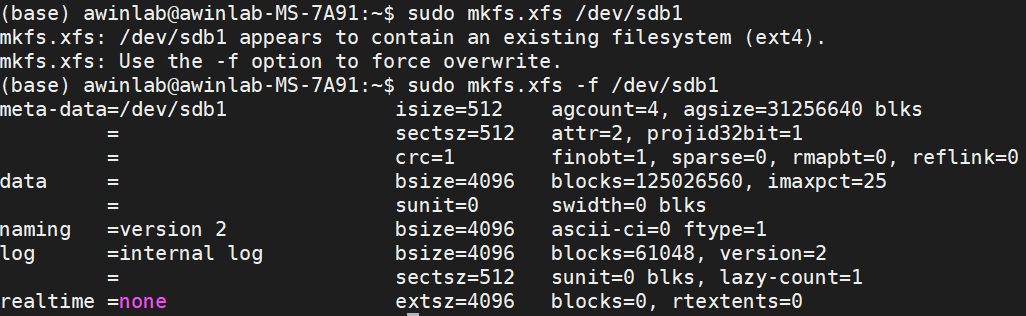 (base) awinlab@awinlab-MS-7A91:~$ sudo mkfs.xfs /dev/sdb1
mkfs.xfs: /dev/sdb1 appears to contain an existing filesystem (ext4).
mkfs.xfs: Use the -f option to force overwrite.
(base) awinlab@awinlab-MS-7A91:~$ sudo mkfs.xfs -f /dev/sdb1
meta-data=/dev/sdb1              isize=512    agcount=4, agsize=31256640 blks
         =                       sectsz=512   attr=2, projid32bit=1
         =                       crc=1        finobt=1, sparse=0, rmapbt=0, reflink=0
data     =                       bsize=4096   blocks=125026560, imaxpct=25
         =                       sunit=0      swidth=0 blks
naming   =version 2              bsize=4096   ascii-ci=0 ftype=1
log      =internal log           bsize=4096   blocks=61048, version=2
         =                       sectsz=512   sunit=0 blks, lazy-count=1
realtime =none                   extsz=4096   blocks=0, rtextents=0